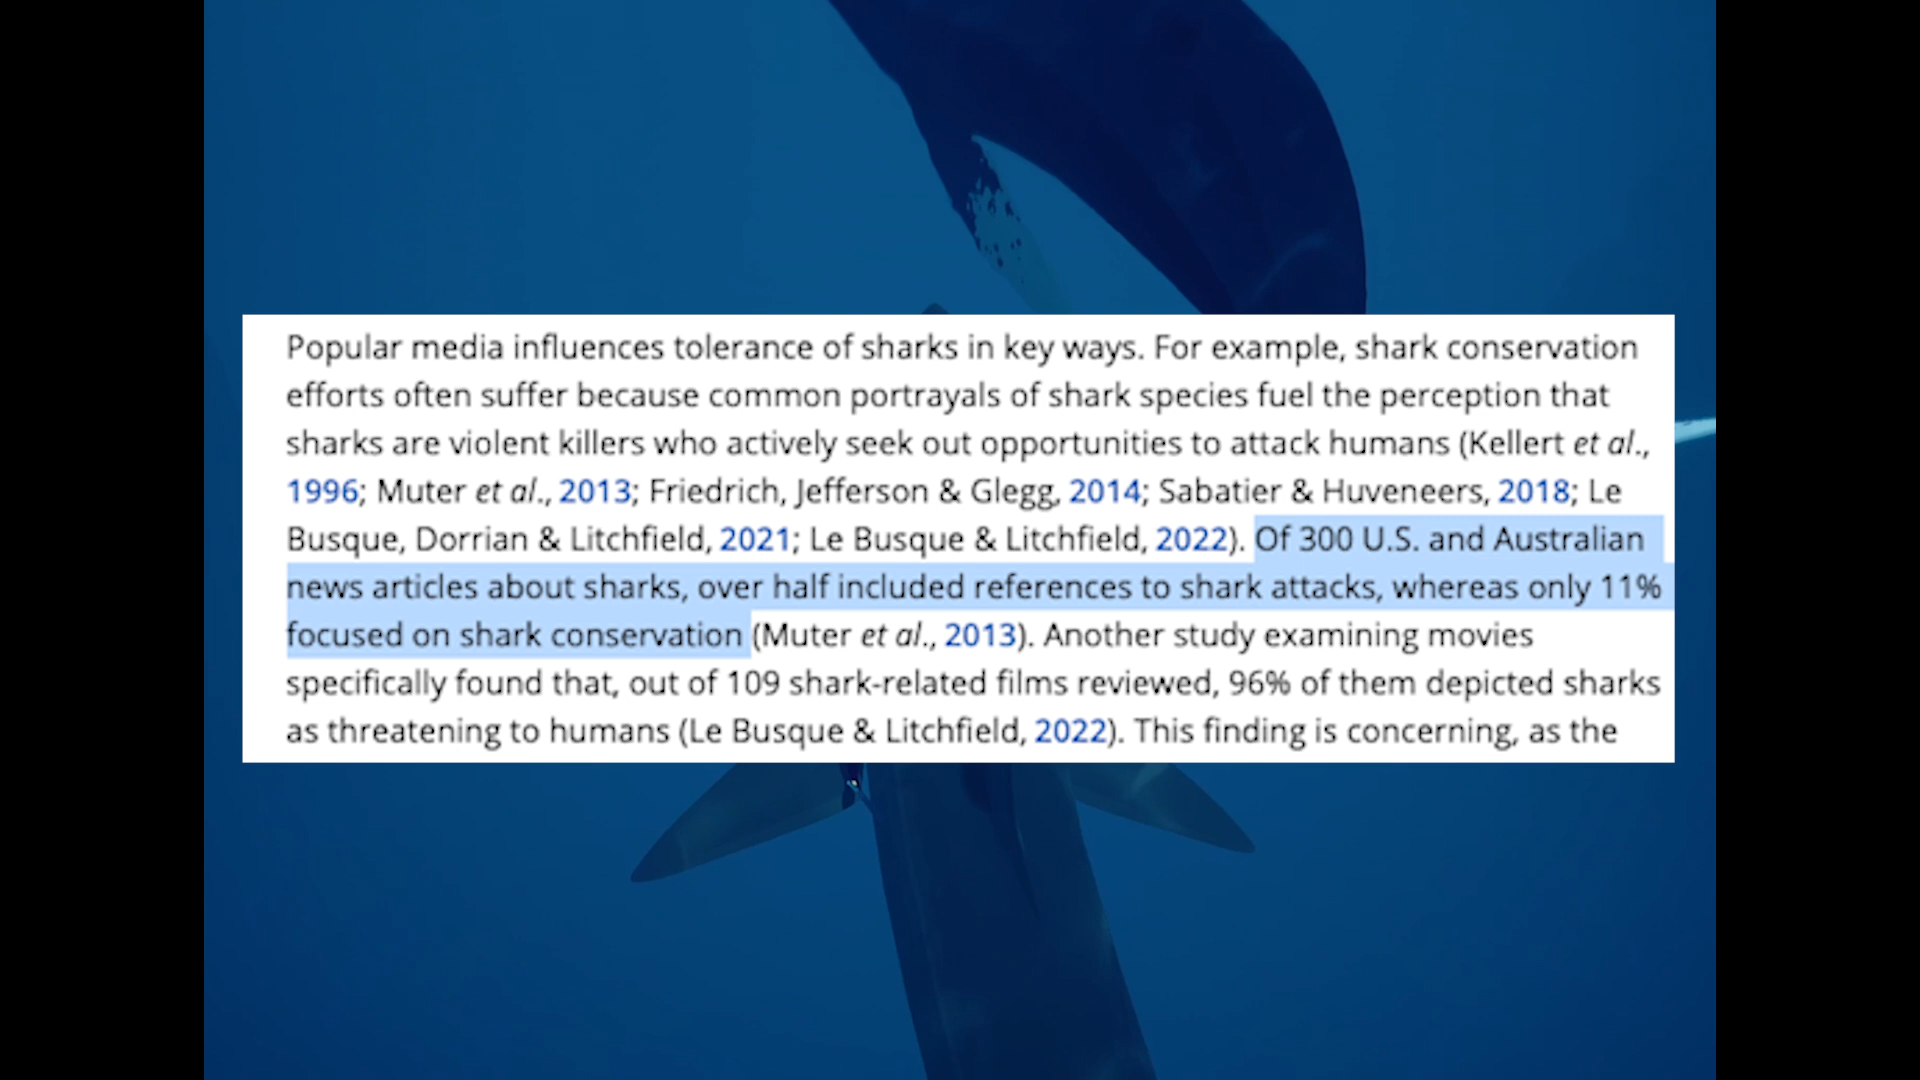 Popular media influences tolerance of sharks in key ways. For example, shark conservation
efforts often suffer because common portrayals of shark species fuel the perception that
sharks are violent killers who actively seek out opportunities to attack humans (Kellert et al.,
1996; Muter et al., 2013; Friedrich, Jefferson & Glegg, 2014; Sabatier & Huveneers, 2018; Le
Busque, Dorrian & Litchfield, 2021; Le Busque & Litchfield, 2022). Of 300 U.S. and Australian
news articles about sharks, over half included references to shark attacks, whereas only 11%
focused on shark conservation (Muter et al., 2013). Another study examining movies
specifically found that, out of 109 shark-related films reviewed, 96% of them depicted sharks
as threatening to humans (Le Busque & Litchfield, 2022). This finding is concerning, as the